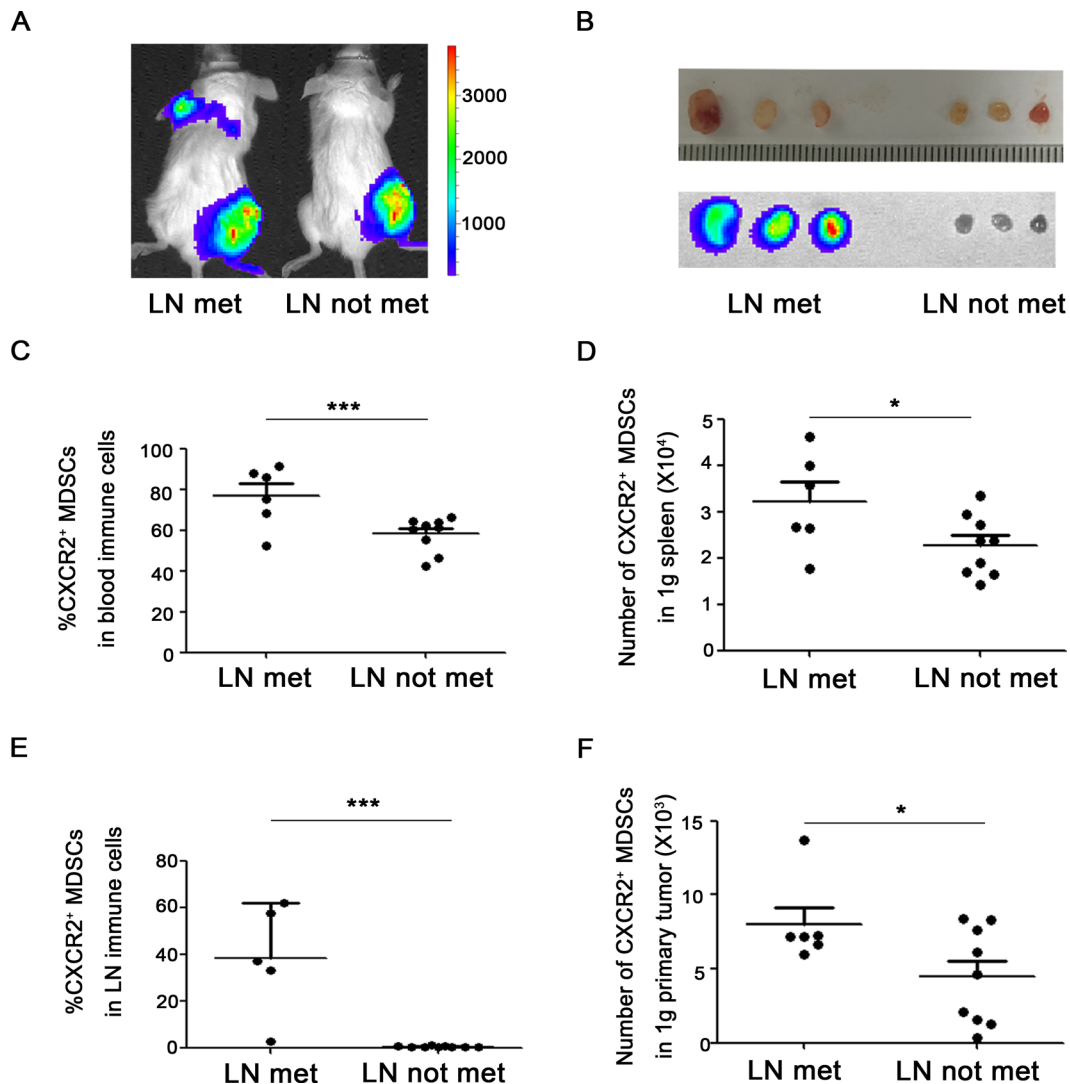 A
3000
2000
1000
LN met
LN not met
B
LN met
LN not met
C
***
%CXCR2⁺ MDSCs
in blood immune cells
100
80
60
40
20
0
LN met
LN not met
D
*
Number of CXCR2⁺ MDSCs
in 1g spleen (X10⁴)
5
4
3
2
1
0
LN met
LN not met
E
***
%CXCR2⁺ MDSCs
in LN immune cells
80
60
40
20
0
LN met
LN not met
F
*
Number of CXCR2⁺ MDSCs
in 1g primary tumor (X10³)
15
10
5
0
LN met
LN not met